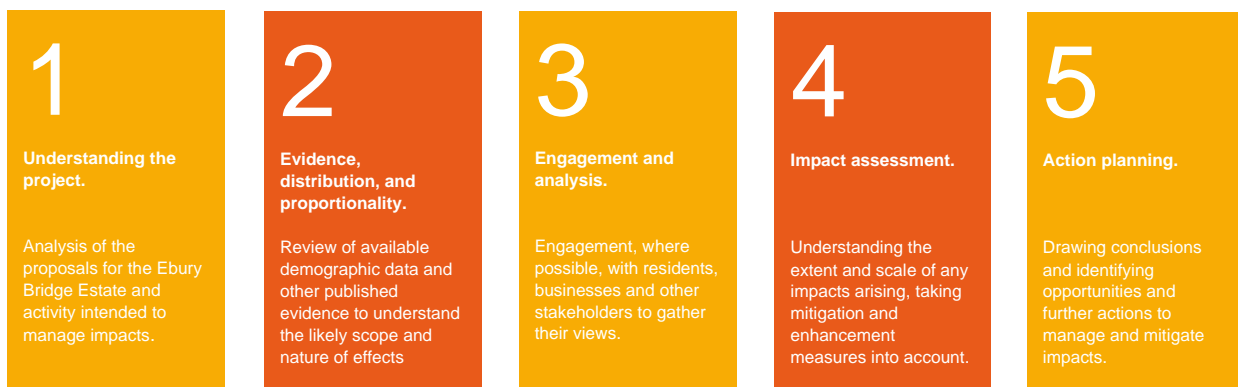 1
Understanding the
project.
Analysis of the
proposals for the Ebury
Bridge Estate and
activity intended to
manage impacts.
2
Evidence,
distribution, and
proportionality.
Review of available
demographic data and
other published
evidence to understand
the likely scope and
nature of effects
3
Engagement and
analysis.
Engagement, where
possible, with residents,
businesses and other
stakeholders to gather
their views.
4
Impact assessment.
Understanding the
extent and scale of any
impacts arising, taking
mitigation and
enhancement
measures into account.
5
Action planning.
Drawing conclusions
and identifying
opportunities and
further actions to
manage and mitigate
impacts.